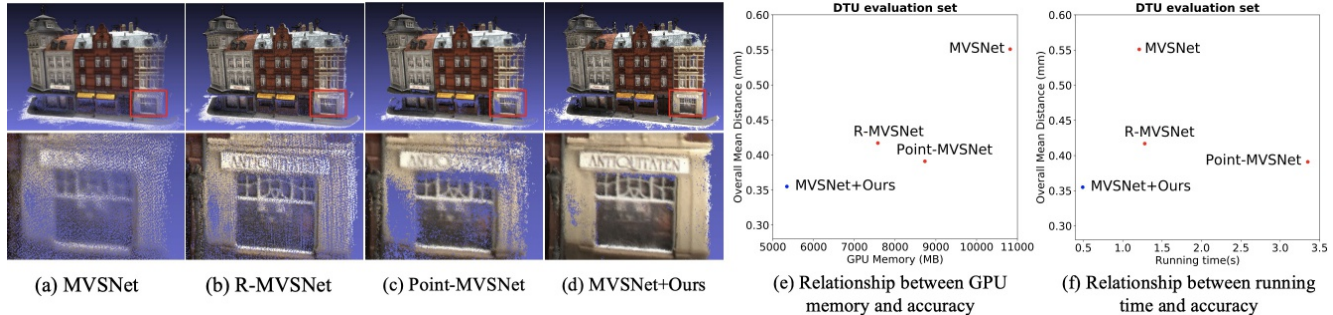 ANTIQUITATEN
ANTIQUITÄTEN
(a) MVSNet
(b) R-MVSNet
(c) Point-MVSNet
(d) MVSNet+Ours
DTU evaluation set
Overall Mean Distance (mm)
0.60
0.55
0.50
0.45
0.40
0.35
0.30
MVSNet
R-MVSNet
Point-MVSNet
MVSNet+Ours
5000 6000 7000 8000 9000 10000 11000
GPU Memory (MB)
(e) Relationship between GPU
memory and accuracy
DTU evaluation set
Overall Mean Distance (mm)
0.60
0.55
0.50
0.45
0.40
0.35
0.30
MVSNet
R-MVSNet
Point-MVSNet
MVSNet+Ours
0.5 1.0 1.5 2.0 2.5 3.0 3.5
Running time(s)
(f) Relationship between running
time and accuracy